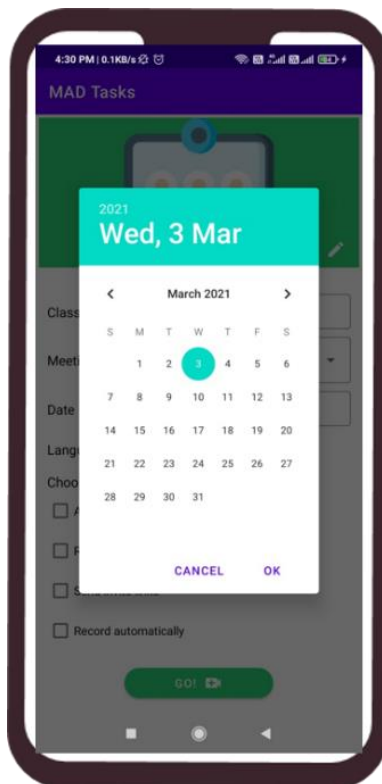 4:30 PM | 0.1KB/s
MAD Tasks
2021
Wed, 3 Mar
March 2021
S M T W T F S
1 2 3 4 5 6
7 8 9 10 11 12 13
14 15 16 17 18 19 20
21 22 23 24 25 26 27
28 29 30 31
Class
Meeti
Date
Langu
Choo
CANCEL OK
Record automatically
GO!